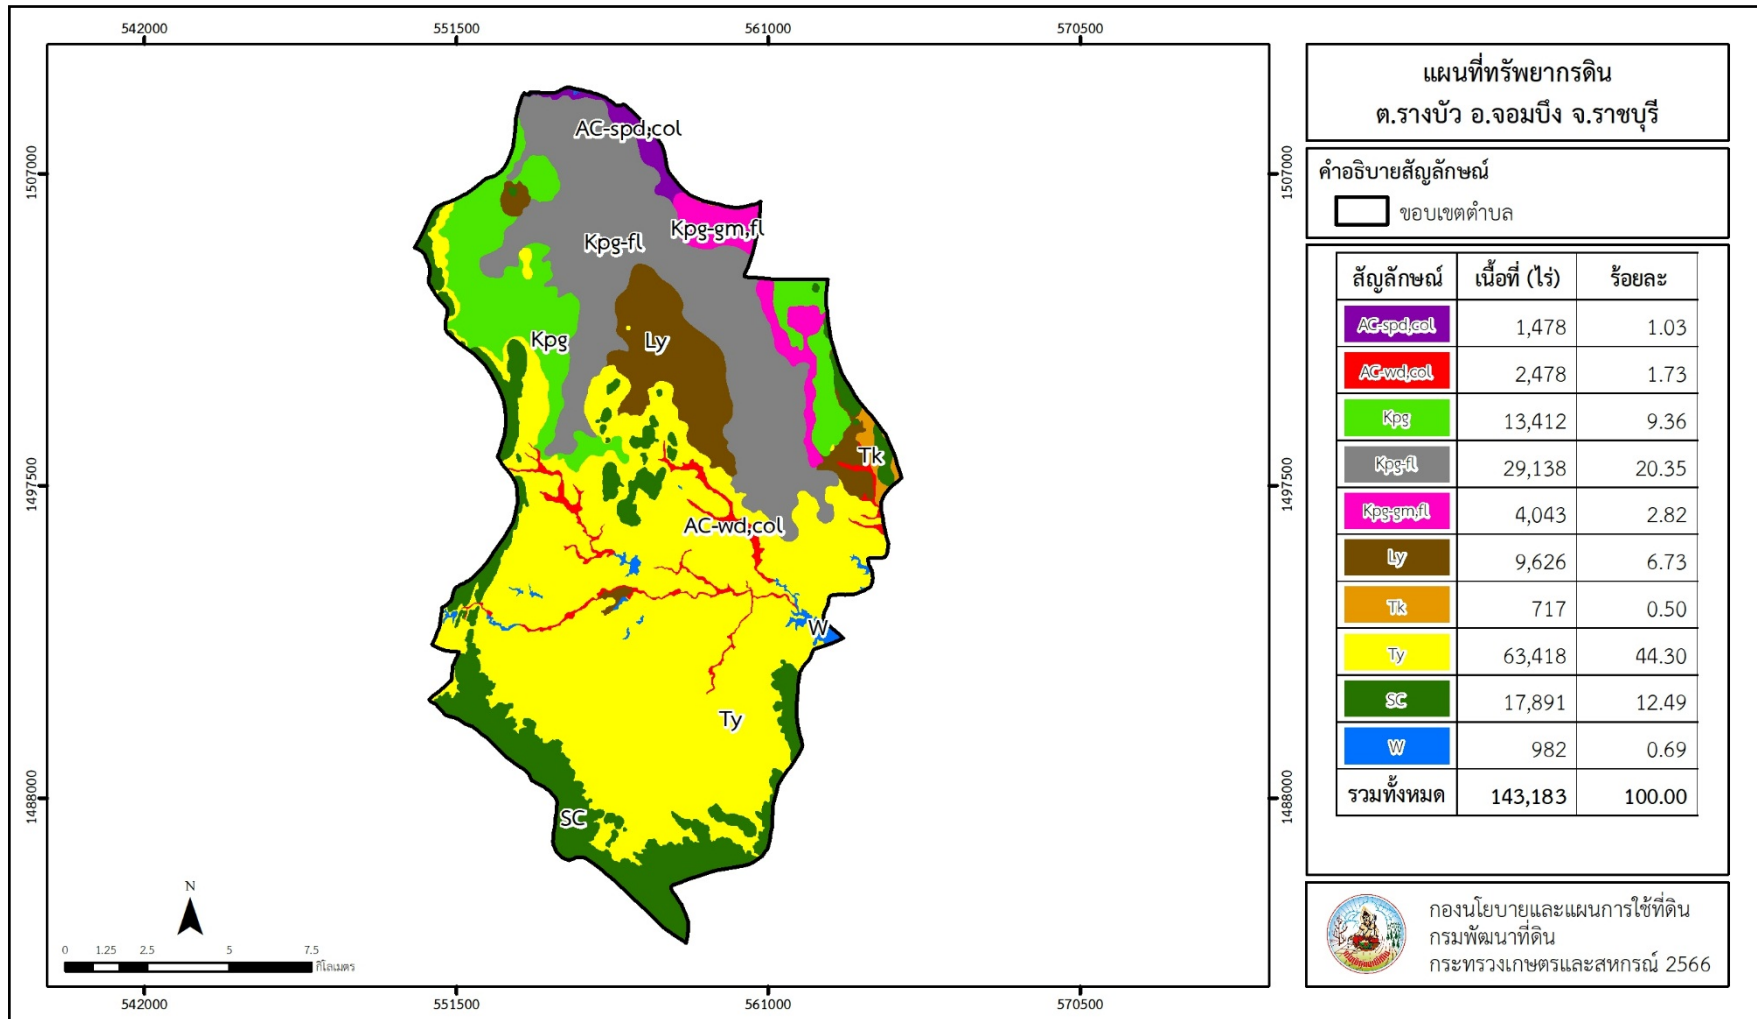 542000 551500 561000 570500
1507000 1507000
1497500 1497500
1488000 1488000
542000 551500 561000 570500
AC-spd,col
Kpg-gm,fl
Kpg-fl
Kpg
Ly
Tk
AC-wd,col
W
Ty
SC
N
0 1.25 2.5 5 7.5
กิโลเมตร
แผนที่ทรัพยากรดิน
ต.รางบัว อ.จอมบึง จ.ราชบุรี
คำอธิบายสัญลักษณ์
ขอบเขตตำบล
สัญลักษณ์ เนื้อที่ (ไร่) ร้อยละ
AC-spd,col 1,478 1.03
AC-wd,col 2,478 1.73
Kpg 13,412 9.36
Kpg-fl 29,138 20.35
Kpg-gm,fl 4,043 2.82
Ly 9,626 6.73
Tk 717 0.50
Ty 63,418 44.30
SC 17,891 12.49
W 982 0.69
รวมทั้งหมด 143,183 100.00
กองนโยบายและแผนการใช้ที่ดิน
กรมพัฒนาที่ดิน
กระทรวงเกษตรและสหกรณ์ 2566